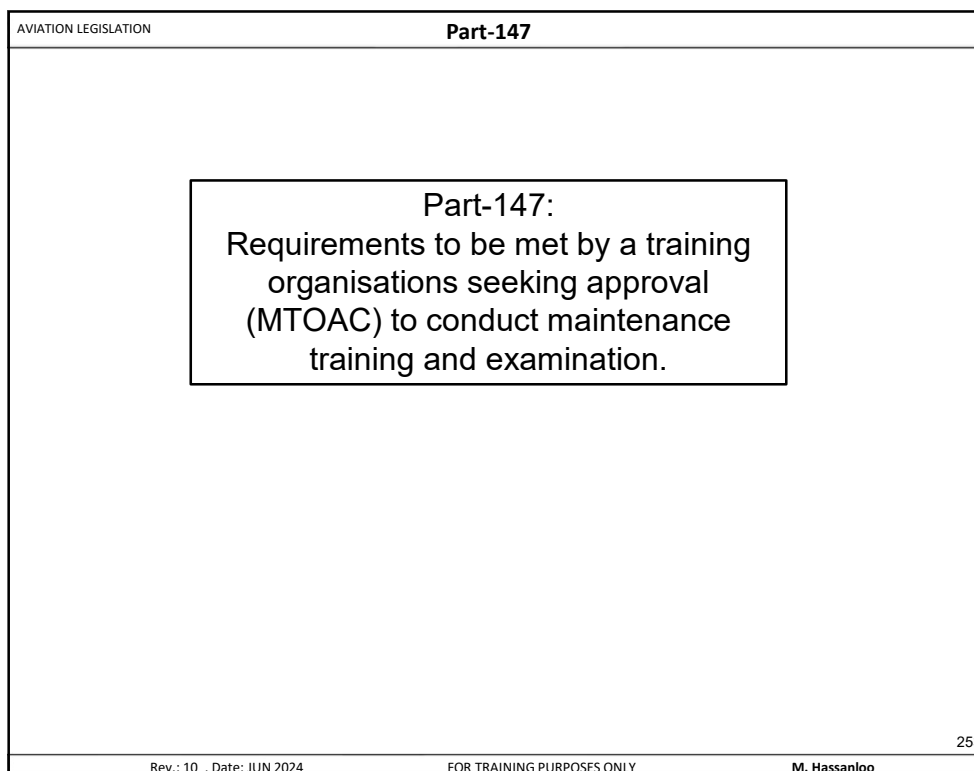 AVIATION LEGISLATION Part-147
Part-147:
Requirements to be met by a training
organisations seeking approval
(MTOAC) to conduct maintenance
training and examination.
25
Rev.: 10 , Date: JUN 2024 FOR TRAINING PURPOSES ONLY M. Hassanloo